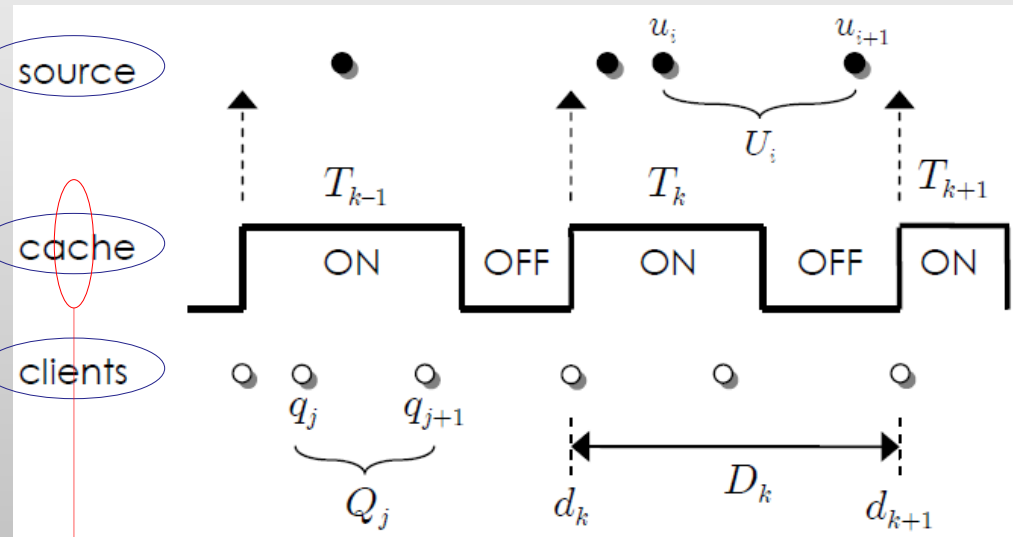 u_i u_{i+1}
source
U_i
T_{k-1} T_k T_{k+1}
cache ON OFF ON OFF ON
clients
q_j q_{j+1}
Q_j d_k D_k d_{k+1}